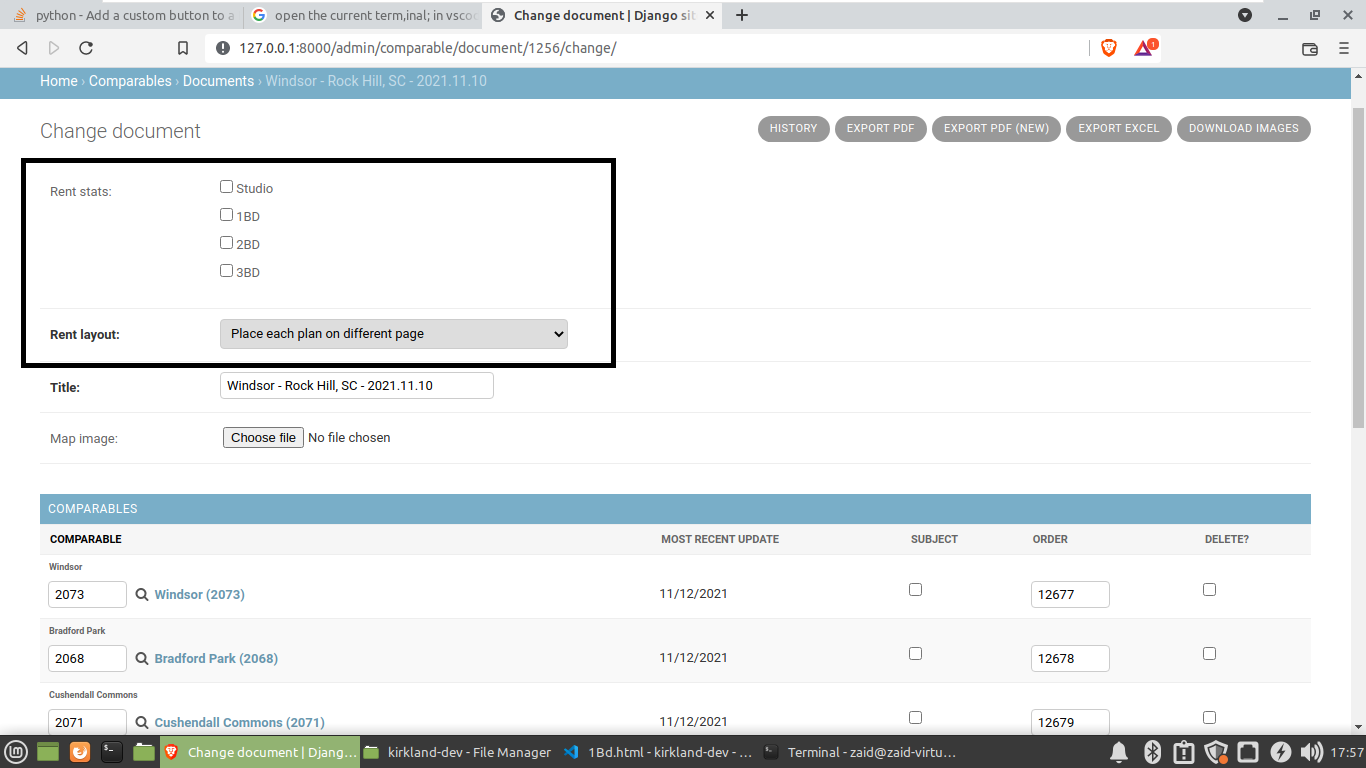 python - Add a custom button to a
open the current term,inal; in vscod
Change document | Django sit
127.0.0.1:8000/admin/comparable/document/1256/change/
1
Home › Comparables › Documents › Windsor - Rock Hill, SC - 2021.11.10
Change document
HISTORY
EXPORT PDF
EXPORT PDF (NEW)
EXPORT EXCEL
DOWNLOAD IMAGES
Rent stats:
Studio
1BD
2BD
3BD
Rent layout:
Place each plan on different page
Title:
Windsor - Rock Hill, SC - 2021.11.10
Map image:
Choose file No file chosen
COMPARABLES
COMPARABLE MOST RECENT UPDATE SUBJECT ORDER DELETE?
Windsor
2073 Windsor (2073) 11/12/2021 12677
Bradford Park
2068 Bradford Park (2068) 11/12/2021 12678
Cushendall Commons
2071 Cushendall Commons (2071) 11/12/2021 12679
Change document | Django...
kirkland-dev - File Manager
1Bd.html - kirkland-dev - ...
Terminal - zaid@zaid-virtu...
17:57